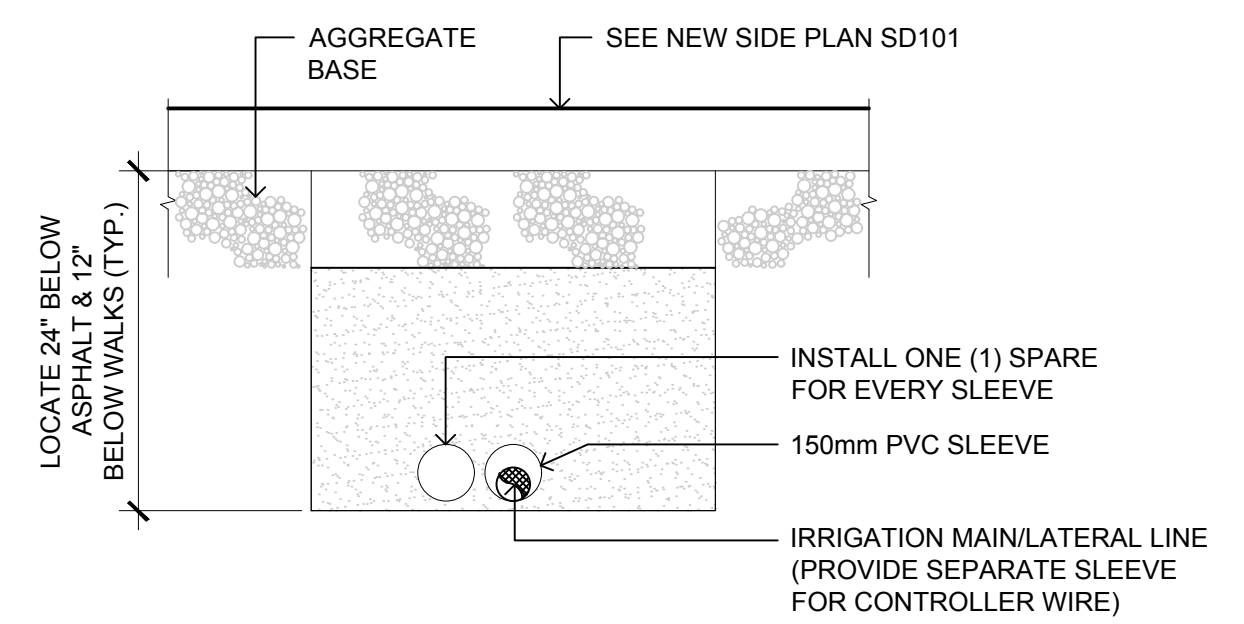 AGGREGATE
BASE
SEE NEW SIDE PLAN SD101
LOCATE 24" BELOW
ASPHALT & 12"
BELOW WALKS (TYP.)
INSTALL ONE (1) SPARE
FOR EVERY SLEEVE
150mm PVC SLEEVE
IRRIGATION MAIN/LATERAL LINE
(PROVIDE SEPARATE SLEEVE
FOR CONTROLLER WIRE)